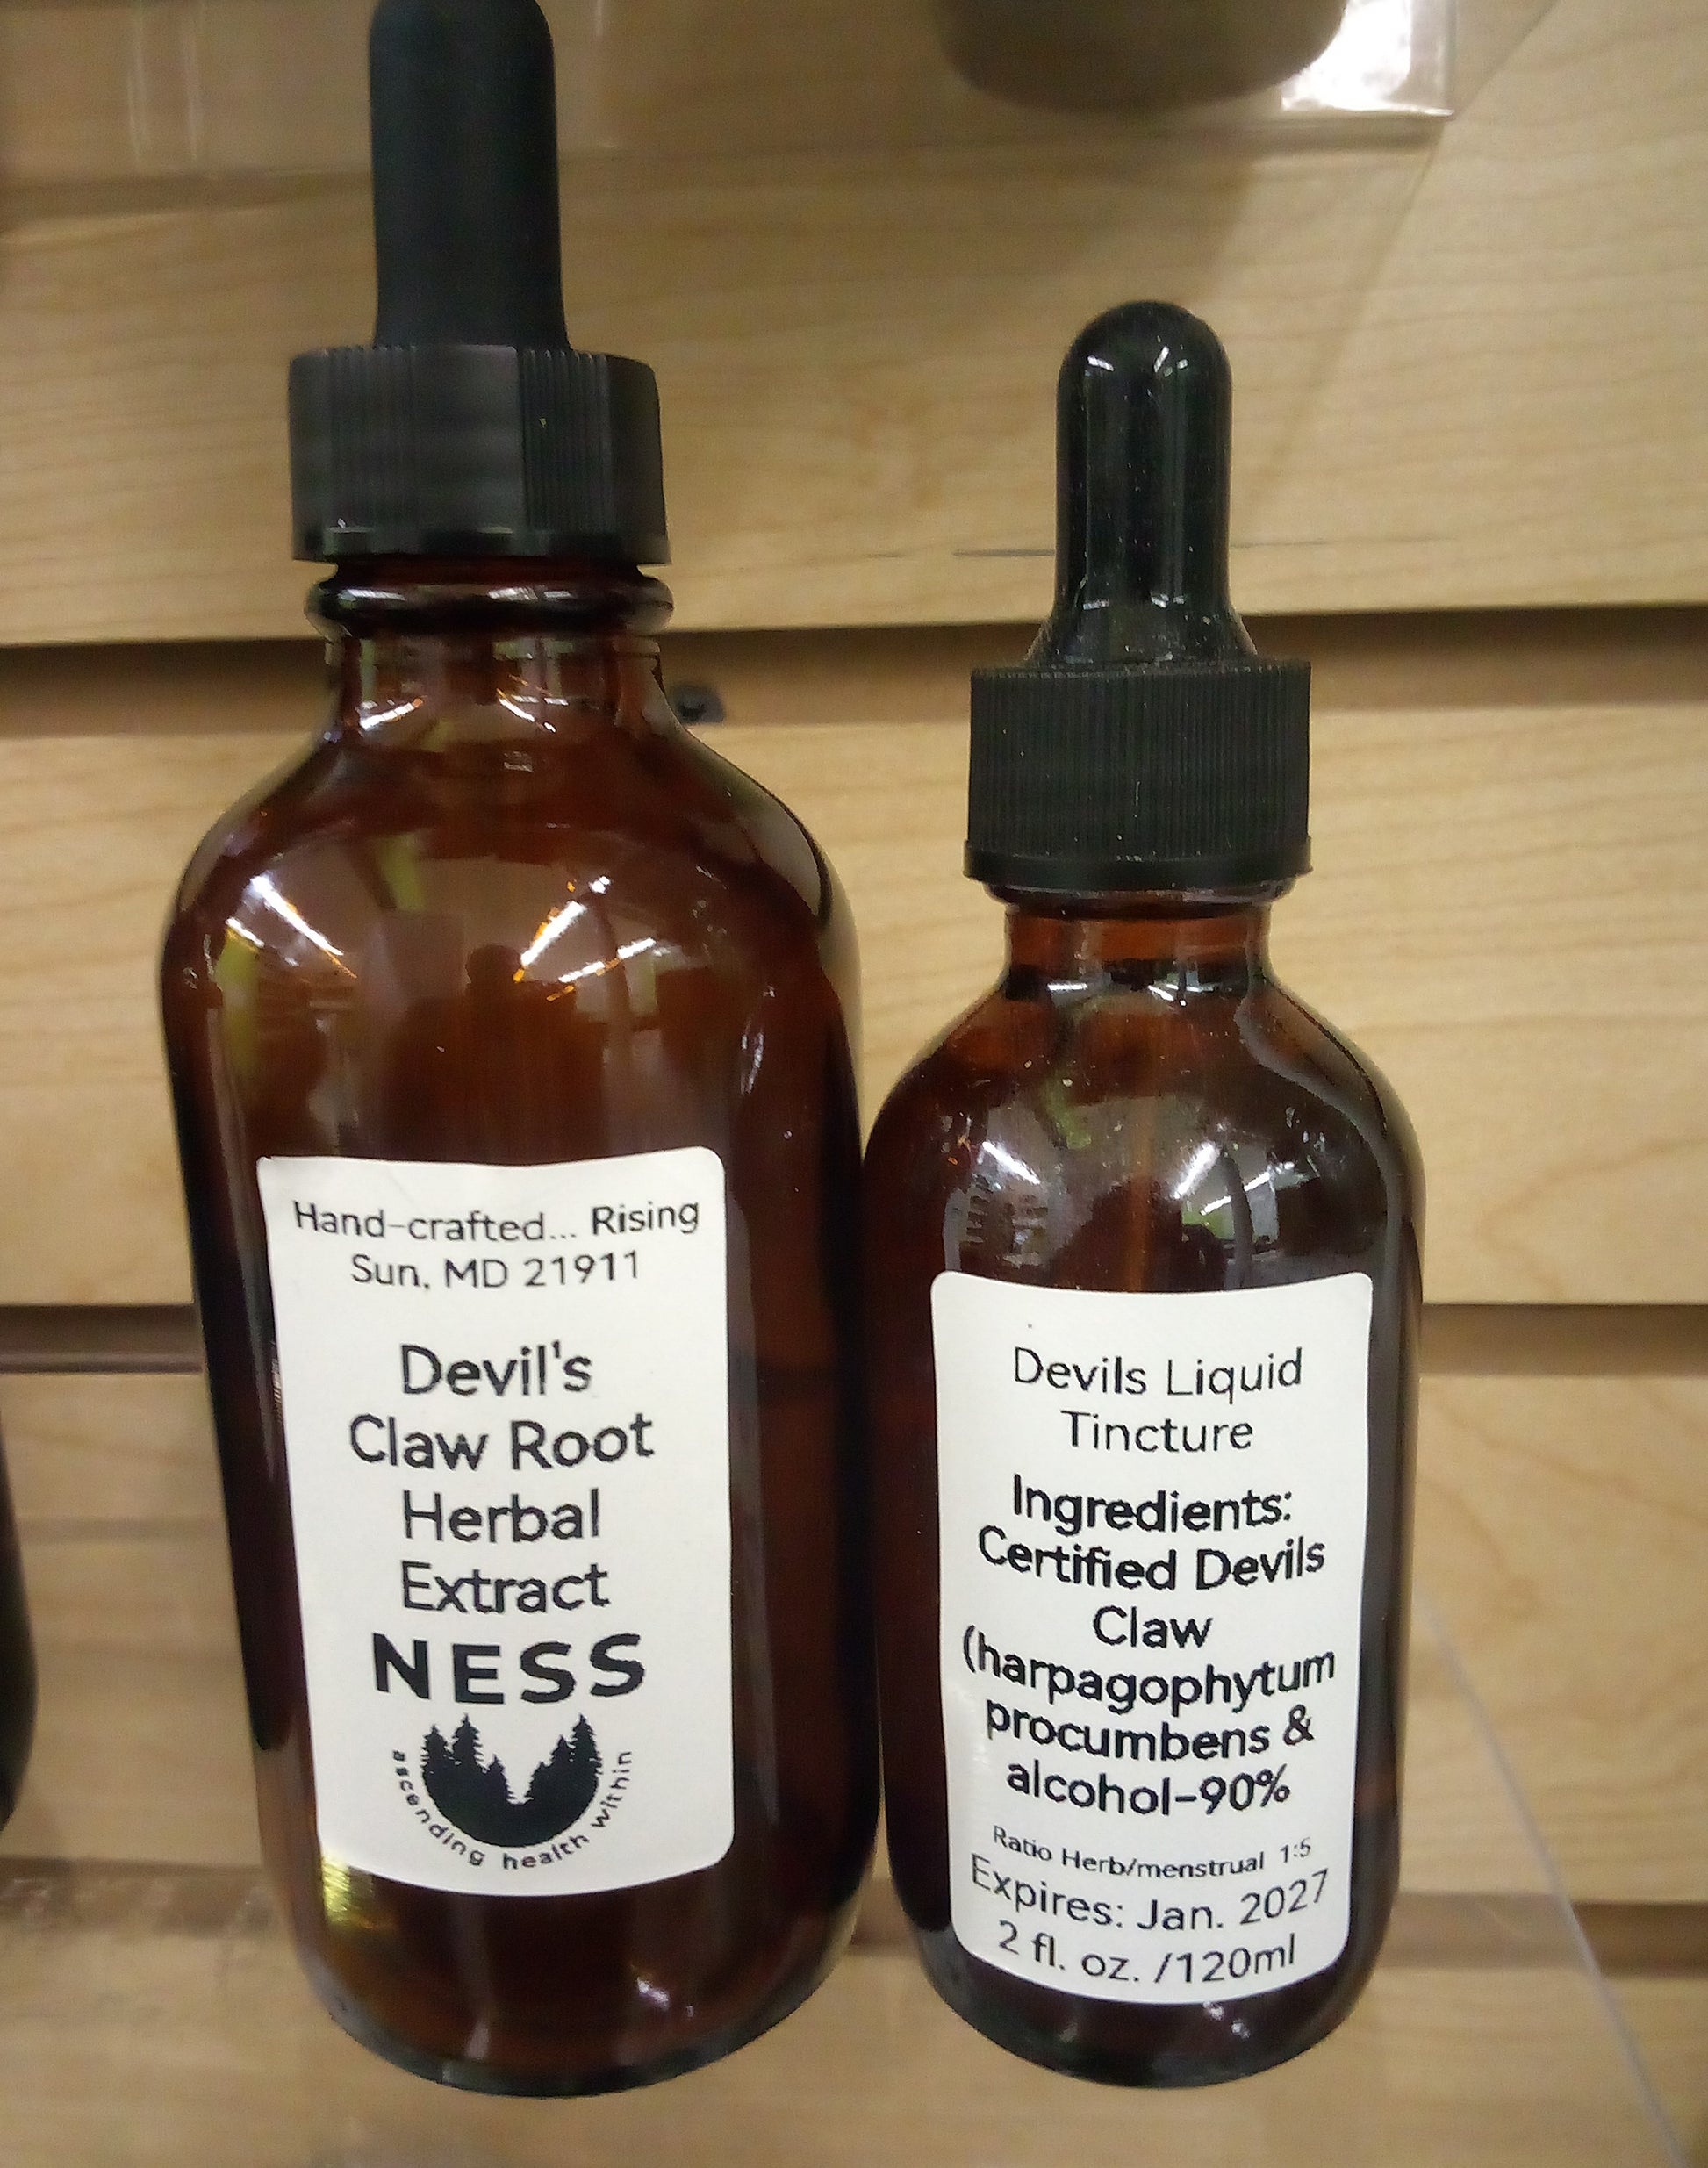 Hand-crafted... Rising
Sun, MD 21911
Devil's
Claw Root
Herbal
Extract
NESS
ascending health within
Devils Liquid
Tincture
Ingredients:
Certified Devils
Claw
(harpagophytum
procumbens &
alcohol-90%
Ratio Herb/menstrual 1:5
Expires: Jan. 2027
2 fl. oz. /120ml